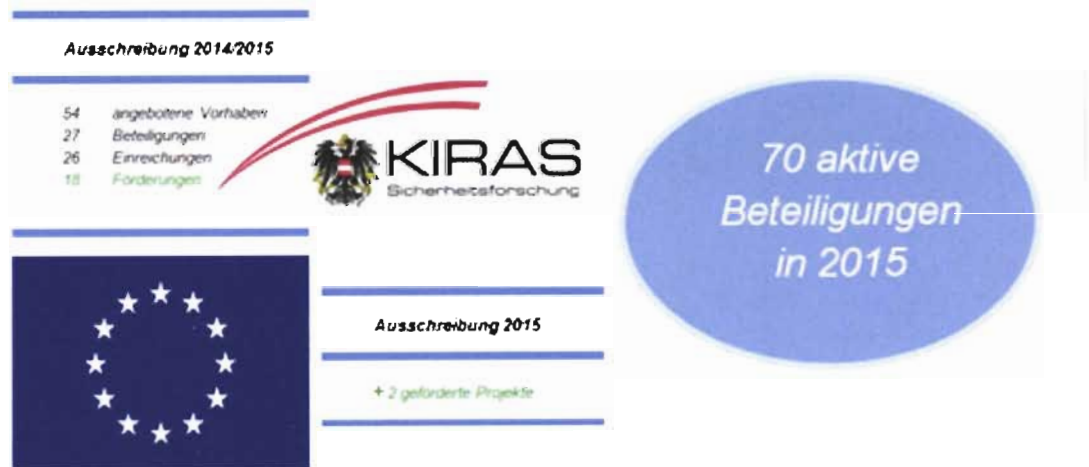 Ausschreibung 2014/2015
54 angebotene Vorhaben
27 Beteiligungen
26 Einreichungen
18 Förderungen
KIRAS
Sicherheitsforschung
Ausschreibung 2015
+ 2 geförderte Projekte
70 aktive
Beteiligungen
in 2015